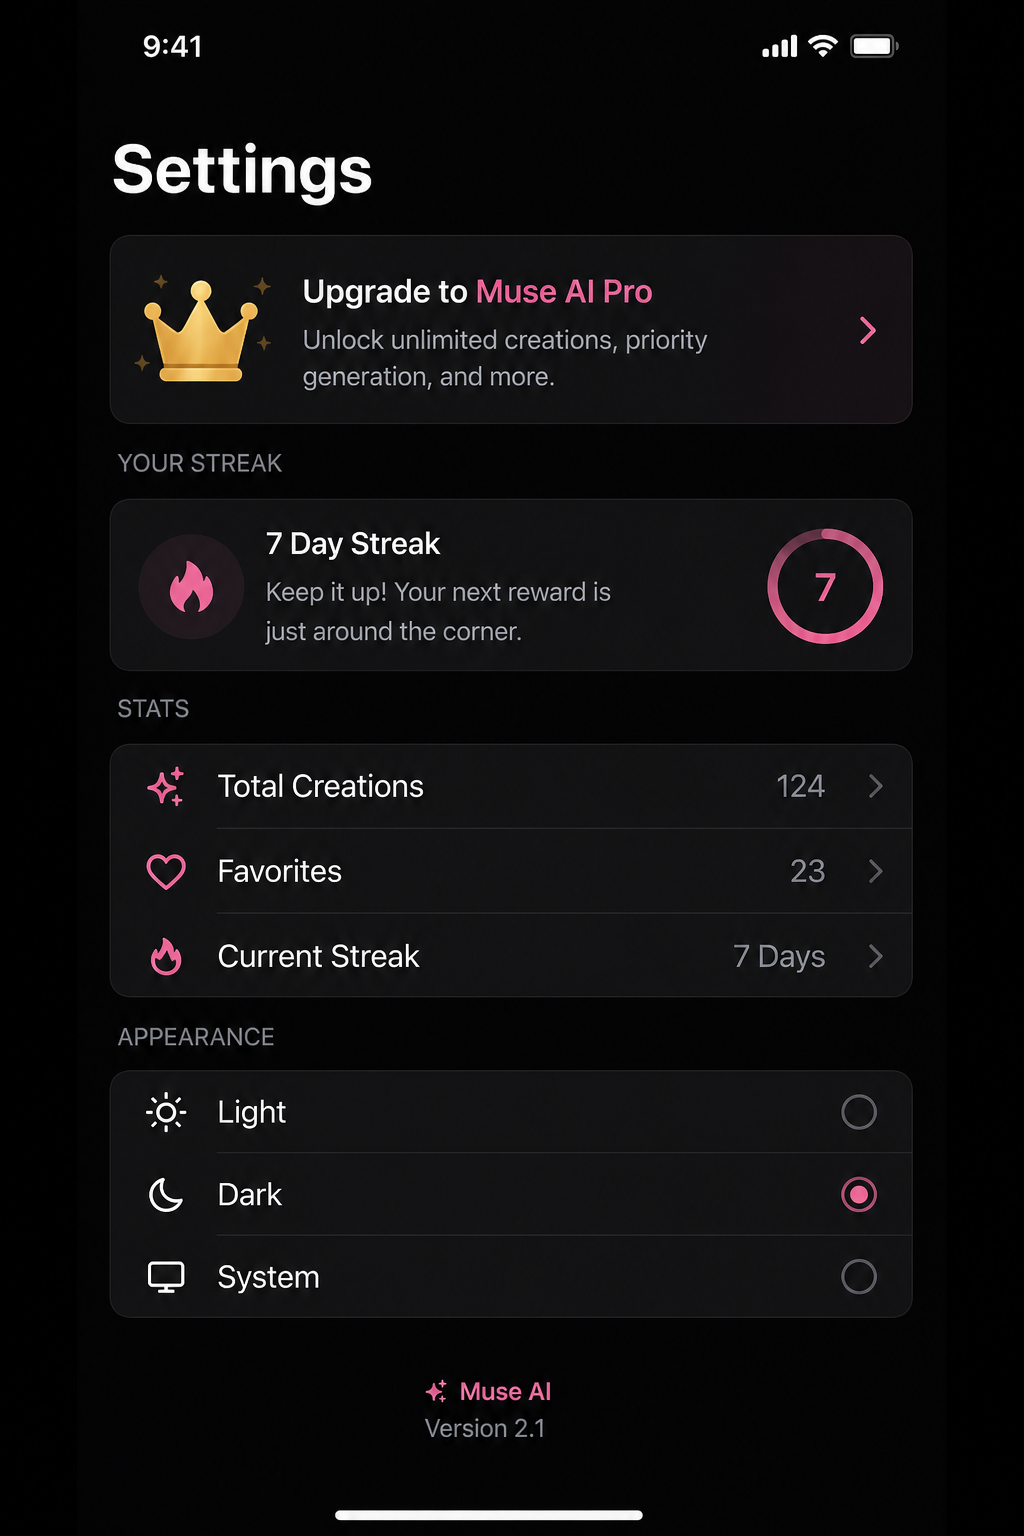 9:41
Settings
Upgrade to Muse AI Pro
Unlock unlimited creations, priority
generation, and more.
YOUR STREAK
7 Day Streak
Keep it up! Your next reward is
just around the corner.
7
STATS
Total Creations 124
Favorites 23
Current Streak 7 Days
APPEARANCE
Light
Dark
System
Muse AI
Version 2.1